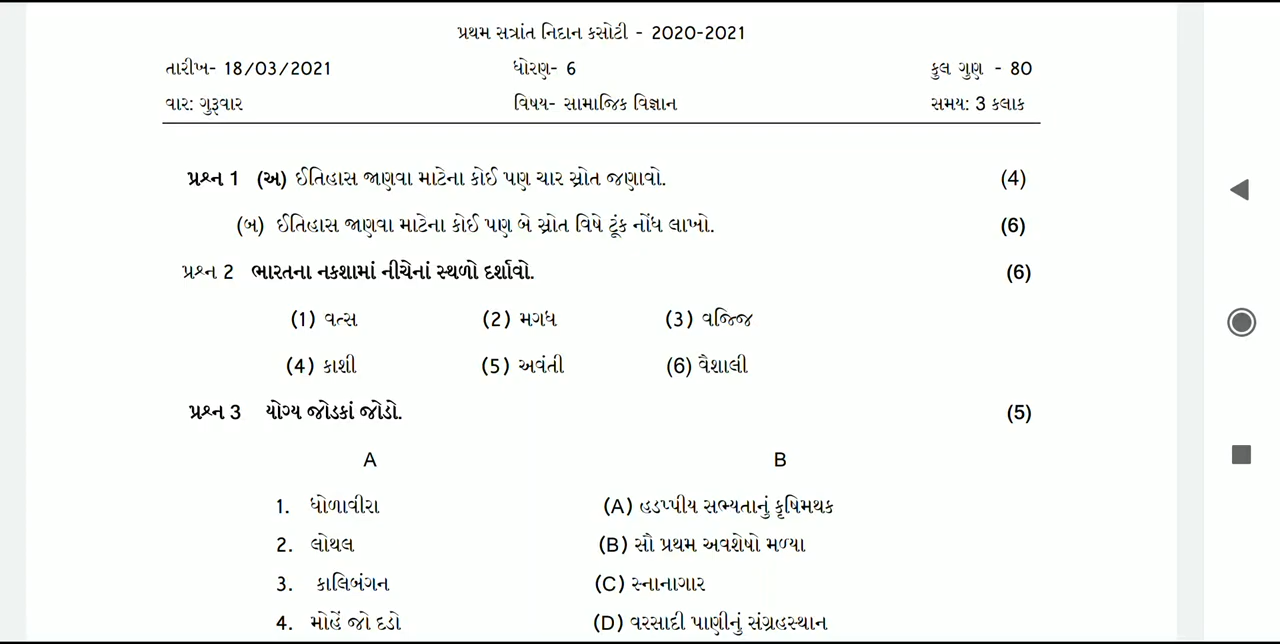 પ્રથમ સત્રાંત નિદાન કસોટી - 2020-2021
તારીખ- 18/03/2021 ધોરણ- 6 કુલ ગુણ - 80
વાર: ગુરૂવાર વિષય- સામાજિક વિજ્ઞાન સમય: 3 કલાક
પ્રશ્ન 1 (અ) ઈતિહાસ જાણવા માટેના કોઈ પણ ચાર સ્રોત જણાવો. (4)
(બ) ઈતિહાસ જાણવા માટેના કોઈ પણ બે સ્રોત વિષે ટૂંક નોંધ લાખો. (6)
પ્રશ્ન 2 ભારતના નકશામાં નીચેનાં સ્થળો દર્શાવો. (6)
(1) વત્સ (2) મગધ (3) વજ્જિ
(4) કાશી (5) અવંતી (6) વૈશાલી
પ્રશ્ન 3 યોગ્ય જોડકાં જોડો. (5)
A B
1. ધોળાવીરા (A) હડપ્પીય સભ્યતાનું કૃષિમથક
2. લોથલ (B) સૌ પ્રથમ અવશેષો મળ્યા
3. કાલિબંગન (C) સ્નાનાગાર
4. મોહેં જો દડો (D) વરસાદી પાણીનું સંગ્રહસ્થાન